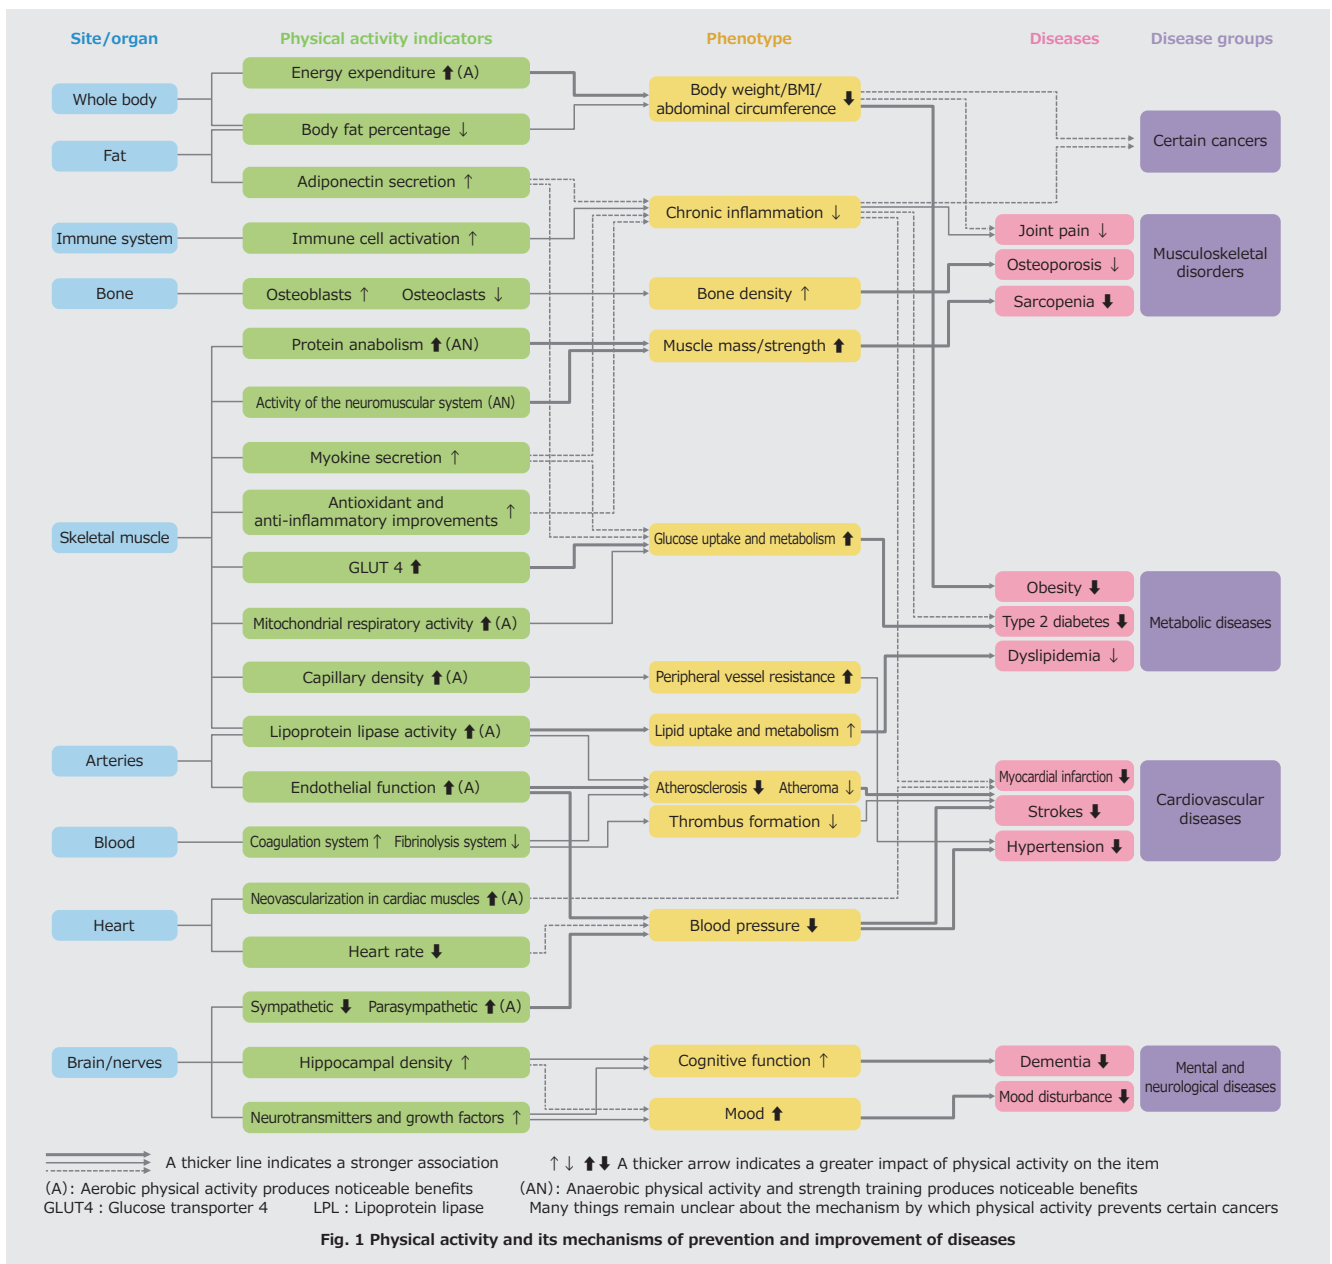 Site/organ
Physical activity indicators
Phenotype
Diseases
Disease groups
Whole body
Fat
Immune system
Bone
Skeletal muscle
Arteries
Blood
Heart
Brain/nerves
Energy expenditure ⬆ (A)
Body fat percentage ↓
Adiponectin secretion ↑
Immune cell activation ↑
Osteoblasts ↑ Osteoclasts ↓
Protein anabolism ⬆ (AN)
Activity of the neuromuscular system (AN)
Myokine secretion ↑
Antioxidant and
anti-inflammatory improvements ↑
GLUT 4 ⬆
Mitochondrial respiratory activity ⬆ (A)
Capillary density ⬆ (A)
Lipoprotein lipase activity ⬆ (A)
Endothelial function ⬆ (A)
Coagulation system ↑ Fibrinolysis system ↓
Neovascularization in cardiac muscles ⬆ (A)
Heart rate ⬇
Sympathetic ⬇ Parasympathetic ⬆ (A)
Hippocampal density ↑
Neurotransmitters and growth factors ↑
Body weight/BMI/
abdominal circumference ⬇
Chronic inflammation ↓
Bone density ↑
Muscle mass/strength ⬆
Glucose uptake and metabolism ⬆
Peripheral vessel resistance ⬆
Lipid uptake and metabolism ↑
Atherosclerosis ⬇ Atheroma ↓
Thrombus formation ↓
Blood pressure ⬇
Cognitive function ↑
Mood ⬆
Joint pain ↓
Osteoporosis ↓
Sarcopenia ⬇
Obesity ⬇
Type 2 diabetes ⬇
Dyslipidemia ↓
Myocardial infarction ⬇
Strokes ⬇
Hypertension ⬇
Dementia ⬇
Mood disturbance ⬇
Certain cancers
Musculoskeletal
disorders
Metabolic diseases
Cardiovascular
diseases
Mental and
neurological diseases
A thicker line indicates a stronger association
↑ ↓ ⬆⬇ A thicker arrow indicates a greater impact of physical activity on the item
(A): Aerobic physical activity produces noticeable benefits
(AN): Anaerobic physical activity and strength training produces noticeable benefits
GLUT4 : Glucose transporter 4
LPL : Lipoprotein lipase
Many things remain unclear about the mechanism by which physical activity prevents certain cancers
Fig. 1 Physical activity and its mechanisms of prevention and improvement of diseases